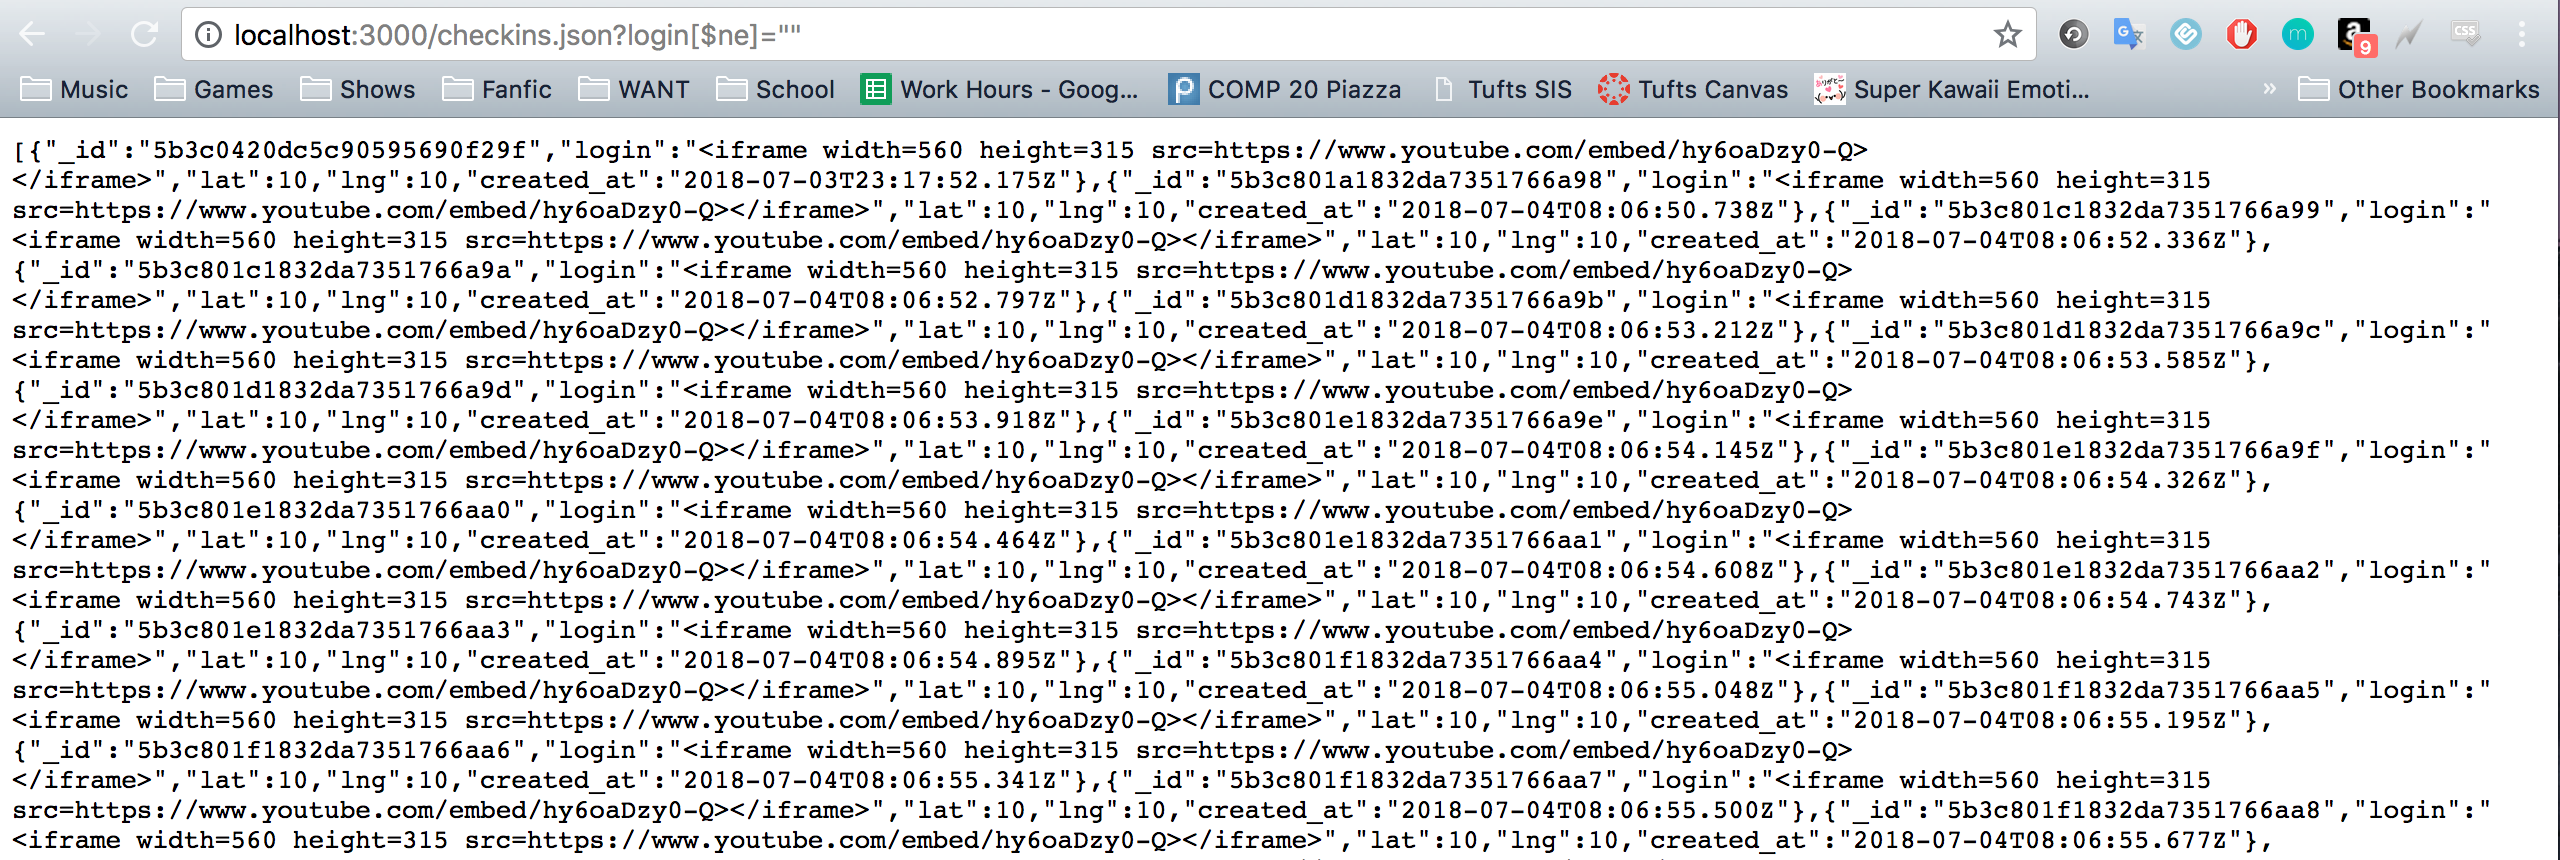 localhost:3000/checkins.json?login[$ne]=""
CSS
9
Music Games Shows Fanfic WANT School Work Hours - Goog... COMP 20 Piazza Tufts SIS Tufts Canvas Super Kawaii Emoti... » Other Bookmarks
[{"_id":"5b3c0420dc5c90595690f29f","login":"<iframe width=560 height=315 src=https://www.youtube.com/embed/hy6oaDzy0-Q>
</iframe>","lat":10,"lng":10,"created_at":"2018-07-03T23:17:52.175Z"},{"_id":"5b3c801a1832da7351766a98","login":"<iframe width=560 height=315
src=https://www.youtube.com/embed/hy6oaDzy0-Q></iframe>","lat":10,"lng":10,"created_at":"2018-07-04T08:06:50.738Z"},{"_id":"5b3c801c1832da7351766a99","login":"
<iframe width=560 height=315 src=https://www.youtube.com/embed/hy6oaDzy0-Q></iframe>","lat":10,"lng":10,"created_at":"2018-07-04T08:06:52.336Z"},
{"_id":"5b3c801c1832da7351766a9a","login":"<iframe width=560 height=315 src=https://www.youtube.com/embed/hy6oaDzy0-Q>
</iframe>","lat":10,"lng":10,"created_at":"2018-07-04T08:06:52.797Z"},{"_id":"5b3c801d1832da7351766a9b","login":"<iframe width=560 height=315
src=https://www.youtube.com/embed/hy6oaDzy0-Q></iframe>","lat":10,"lng":10,"created_at":"2018-07-04T08:06:53.212Z"},{"_id":"5b3c801d1832da7351766a9c","login":"
<iframe width=560 height=315 src=https://www.youtube.com/embed/hy6oaDzy0-Q></iframe>","lat":10,"lng":10,"created_at":"2018-07-04T08:06:53.585Z"},
{"_id":"5b3c801d1832da7351766a9d","login":"<iframe width=560 height=315 src=https://www.youtube.com/embed/hy6oaDzy0-Q>
</iframe>","lat":10,"lng":10,"created_at":"2018-07-04T08:06:53.918Z"},{"_id":"5b3c801e1832da7351766a9e","login":"<iframe width=560 height=315
src=https://www.youtube.com/embed/hy6oaDzy0-Q></iframe>","lat":10,"lng":10,"created_at":"2018-07-04T08:06:54.145Z"},{"_id":"5b3c801e1832da7351766a9f","login":"
<iframe width=560 height=315 src=https://www.youtube.com/embed/hy6oaDzy0-Q></iframe>","lat":10,"lng":10,"created_at":"2018-07-04T08:06:54.326Z"},
{"_id":"5b3c801e1832da7351766aa0","login":"<iframe width=560 height=315 src=https://www.youtube.com/embed/hy6oaDzy0-Q>
</iframe>","lat":10,"lng":10,"created_at":"2018-07-04T08:06:54.464Z"},{"_id":"5b3c801e1832da7351766aa1","login":"<iframe width=560 height=315
src=https://www.youtube.com/embed/hy6oaDzy0-Q></iframe>","lat":10,"lng":10,"created_at":"2018-07-04T08:06:54.608Z"},{"_id":"5b3c801e1832da7351766aa2","login":"
<iframe width=560 height=315 src=https://www.youtube.com/embed/hy6oaDzy0-Q></iframe>","lat":10,"lng":10,"created_at":"2018-07-04T08:06:54.743Z"},
{"_id":"5b3c801e1832da7351766aa3","login":"<iframe width=560 height=315 src=https://www.youtube.com/embed/hy6oaDzy0-Q>
</iframe>","lat":10,"lng":10,"created_at":"2018-07-04T08:06:54.895Z"},{"_id":"5b3c801f1832da7351766aa4","login":"<iframe width=560 height=315
src=https://www.youtube.com/embed/hy6oaDzy0-Q></iframe>","lat":10,"lng":10,"created_at":"2018-07-04T08:06:55.048Z"},{"_id":"5b3c801f1832da7351766aa5","login":"
<iframe width=560 height=315 src=https://www.youtube.com/embed/hy6oaDzy0-Q></iframe>","lat":10,"lng":10,"created_at":"2018-07-04T08:06:55.195Z"},
{"_id":"5b3c801f1832da7351766aa6","login":"<iframe width=560 height=315 src=https://www.youtube.com/embed/hy6oaDzy0-Q>
</iframe>","lat":10,"lng":10,"created_at":"2018-07-04T08:06:55.341Z"},{"_id":"5b3c801f1832da7351766aa7","login":"<iframe width=560 height=315
src=https://www.youtube.com/embed/hy6oaDzy0-Q></iframe>","lat":10,"lng":10,"created_at":"2018-07-04T08:06:55.500Z"},{"_id":"5b3c801f1832da7351766aa8","login":"
<iframe width=560 height=315 src=https://www.youtube.com/embed/hy6oaDzy0-Q></iframe>","lat":10,"lng":10,"created_at":"2018-07-04T08:06:55.677Z"},